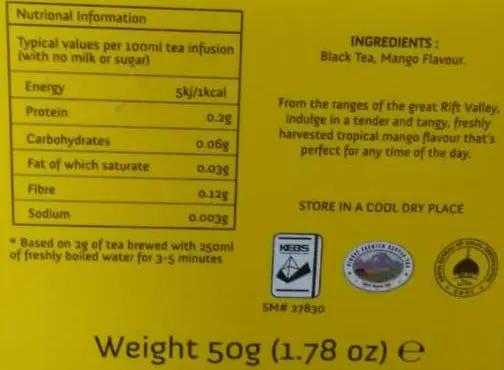 Nutrional Information
Typical values per 100ml tea infusion
(with no milk or sugar)
Energy 5kj/1kcal
Protein 0.2g
Carbohydrates 0.06g
Fat of which saturate 0.03g
Fibre 0.12g
Sodium 0.003g
* Based on 2g of tea brewed with 250ml
of freshly boiled water for 3-5 minutes
INGREDIENTS :
Black Tea, Mango Flavour.
From the ranges of the great Rift Valley,
indulge in a tender and tangy, freshly
harvested tropical mango flavour that's
perfect for any time of the day.
STORE IN A COOL DRY PLACE
KEBS
SM# 27830
Weight 50g (1.78 oz) e